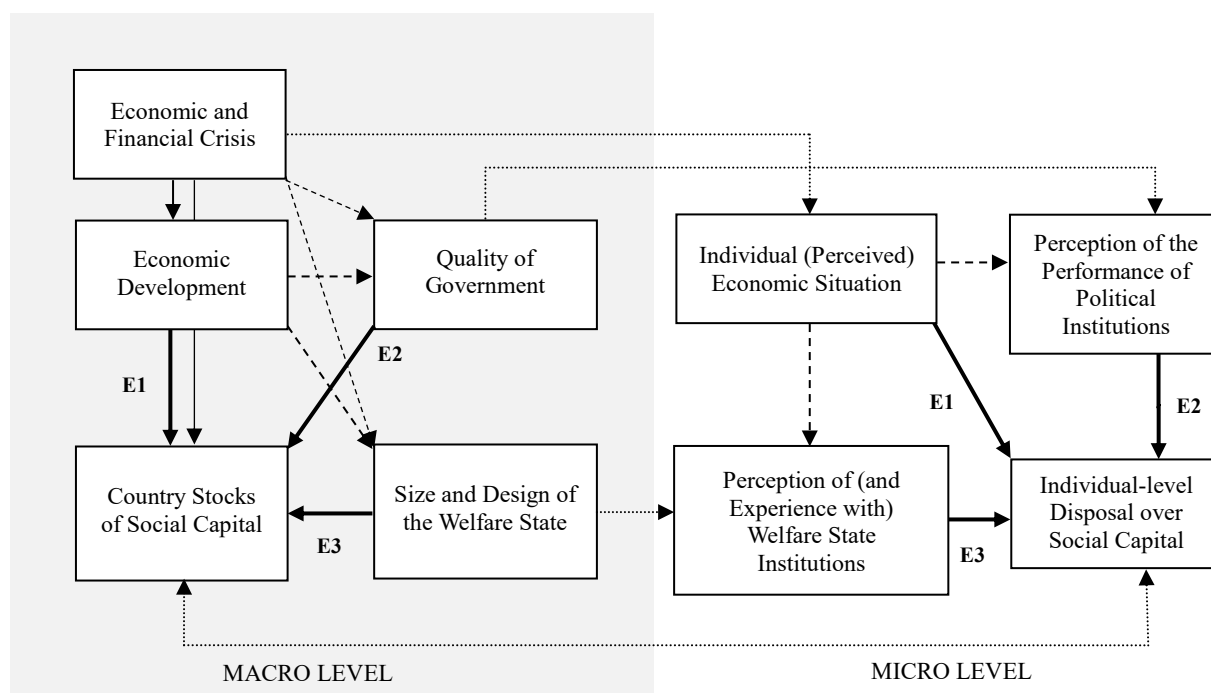 Economic and
Financial Crisis
Economic
Development
Quality of
Government
Individual (Perceived)
Economic Situation
Perception of the
Performance of
Political
Institutions
E1
E2
E1
E2
Country Stocks
of Social Capital
Size and Design of
the Welfare State
E3
Perception of (and
Experience with)
Welfare State
Institutions
E3
Individual-level
Disposal over
Social Capital
MACRO LEVEL
MICRO LEVEL